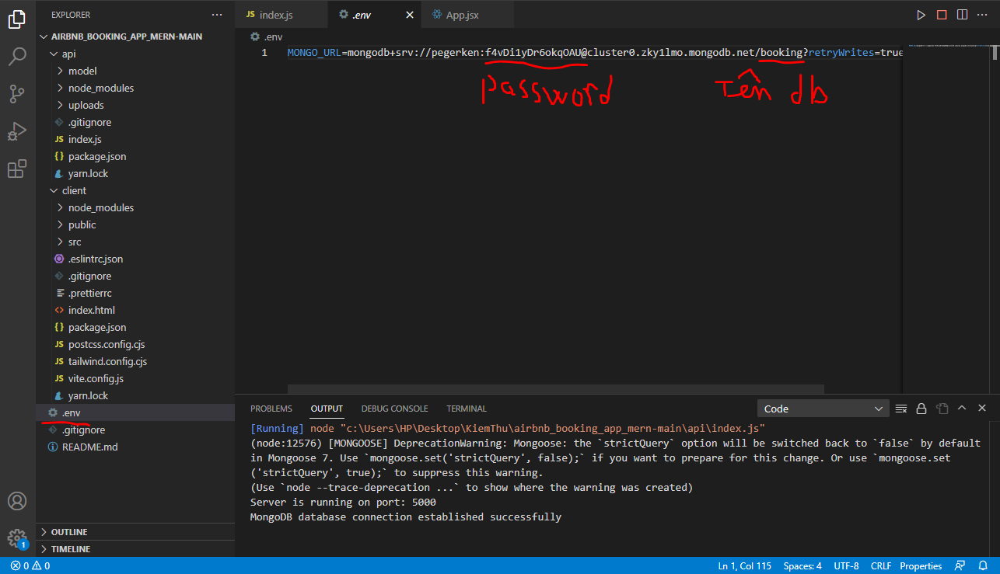 EXPLORER
AIRBNB_BOOKING_APP_MERN-MAIN
api
model
node_modules
uploads
.gitignore
JS index.js
{} package.json
yarn.lock
client
node_modules
public
src
.eslintrc.json
.gitignore
.prettierrc
<> index.html
{} package.json
JS postcss.config.cjs
JS tailwind.config.cjs
JS vite.config.js
yarn.lock
.env
.gitignore
README.md
OUTLINE
TIMELINE
JS index.js
.env
App.jsx
.env
1 MONGO_URL=mongodb+srv://pegerken:f4vDi1yDr6okqOAU@cluster0.zky1lmo.mongodb.net/booking?retryWrites=true
Password
Tên db
PROBLEMS OUTPUT DEBUG CONSOLE TERMINAL
Code
[Running] node "c:\Users\HP\Desktop\KiemThu\airbnb_booking_app_mern-main\api\index.js"
(node:12576) [MONGOOSE] DeprecationWarning: Mongoose: the `strictQuery` option will be switched back to `false` by default
in Mongoose 7. Use `mongoose.set('strictQuery', false);` if you want to prepare for this change. Or use `mongoose.set
('strictQuery', true);` to suppress this warning.
(Use `node --trace-deprecation ...` to show where the warning was created)
Server is running on port: 5000
MongoDB database connection established successfully
1
0 0
Ln 1, Col 115 Spaces: 4 UTF-8 CRLF Properties